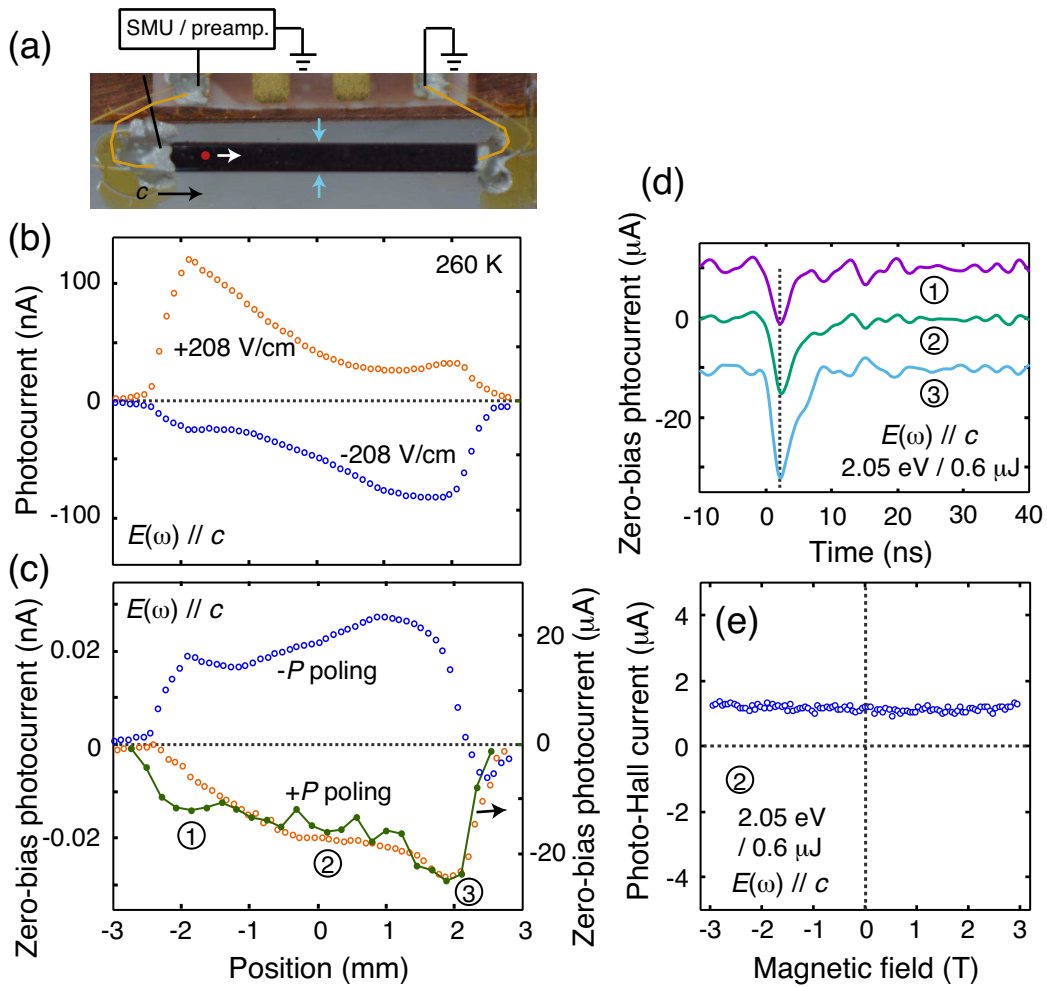 (a)
SMU / preamp.
c
(b)
Photocurrent (nA)
100
0
-100
260 K
+208 V/cm
-208 V/cm
E(ω) // c
(c)
Zero-bias photocurrent (nA)
0.02
0
-0.02
E(ω) // c
-P poling
+P poling
1
2
3
20
0
-20
Zero-bias photocurrent (μA)
-3 -2 -1 0 1 2 3
Position (mm)
(d)
Zero-bias phtocurrent (μA)
0
-20
1
2
3
E(ω) // c
2.05 eV / 0.6 μJ
-10 0 10 20 30 40
Time (ns)
(e)
Photo-Hall current (μA)
4
2
0
-2
-4
2
2.05 eV
/ 0.6 μJ
E(ω) // c
-3 -2 -1 0 1 2 3
Magnetic field (T)